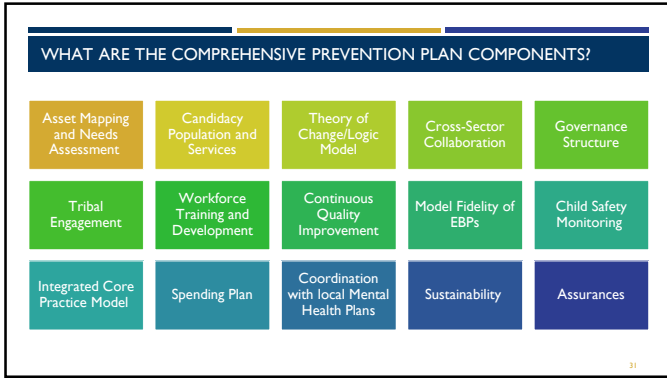 WHAT ARE THE COMPREHENSIVE PREVENTION PLAN COMPONENTS?
Asset Mapping
and Needs
Assessment
Candidacy
Population and
Services
Theory of
Change/Logic
Model
Cross-Sector
Collaboration
Governance
Structure
Tribal
Engagement
Workforce
Training and
Development
Continuous
Quality
Improvement
Model Fidelity of
EBPs
Child Safety
Monitoring
Integrated Core
Practice Model
Spending Plan
Coordination
with local Mental
Health Plans
Sustainability
Assurances
31